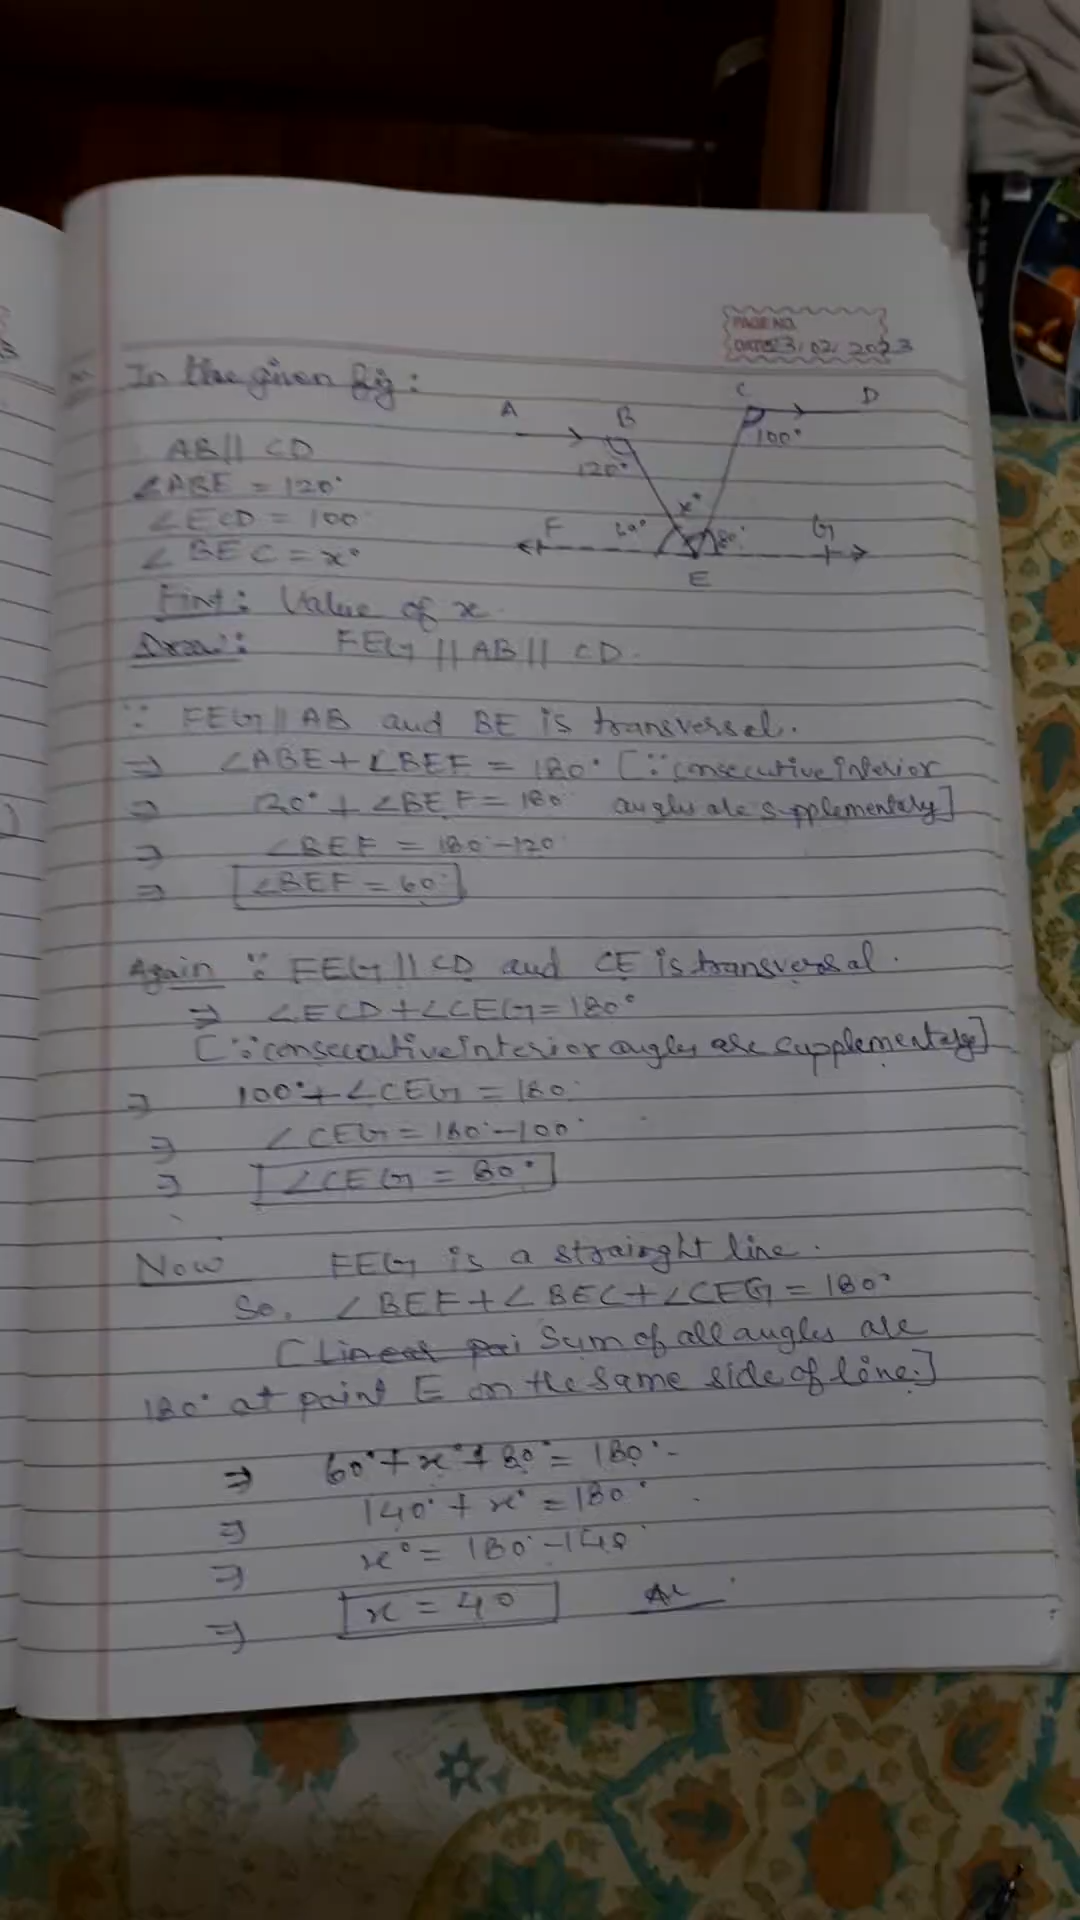 PAGE NO.
DATE 23/02/2023
In the given fig:
A B C D
100°
120°
x°
F 60° 80° G
E
AB || CD
∠ABE = 120°
∠ECD = 100
∠BEC = x°
Fint: Value of x
Draw: FEG || AB || CD.
∵ FEG || AB and BE is transversal.
⇒ ∠ABE + ∠BEF = 180° [∵ consecutive interior
⇒ 120° + ∠BEF = 180° angles are supplementary]
⇒ ∠BEF = 180° - 120°
⇒ ∠BEF = 60°
Again ∵ FEG || CD and CE is transversal.
⇒ ∠ECD + ∠CEG = 180°
[∵ consecutive interior angles are supplementary]
⇒ 100° + ∠CEG = 180°
⇒ ∠CEG = 180° - 100°
⇒ ∠CEG = 80°
Now FEG is a strainght line.
So, ∠BEF + ∠BEC + ∠CEG = 180°
[Linear pai Sum of all angles are
180° at point E on the same side of line.]
⇒ 60° + x° + 80° = 180°
⇒ 140° + x° = 180°
⇒ x° = 180° - 140°
⇒ x = 40